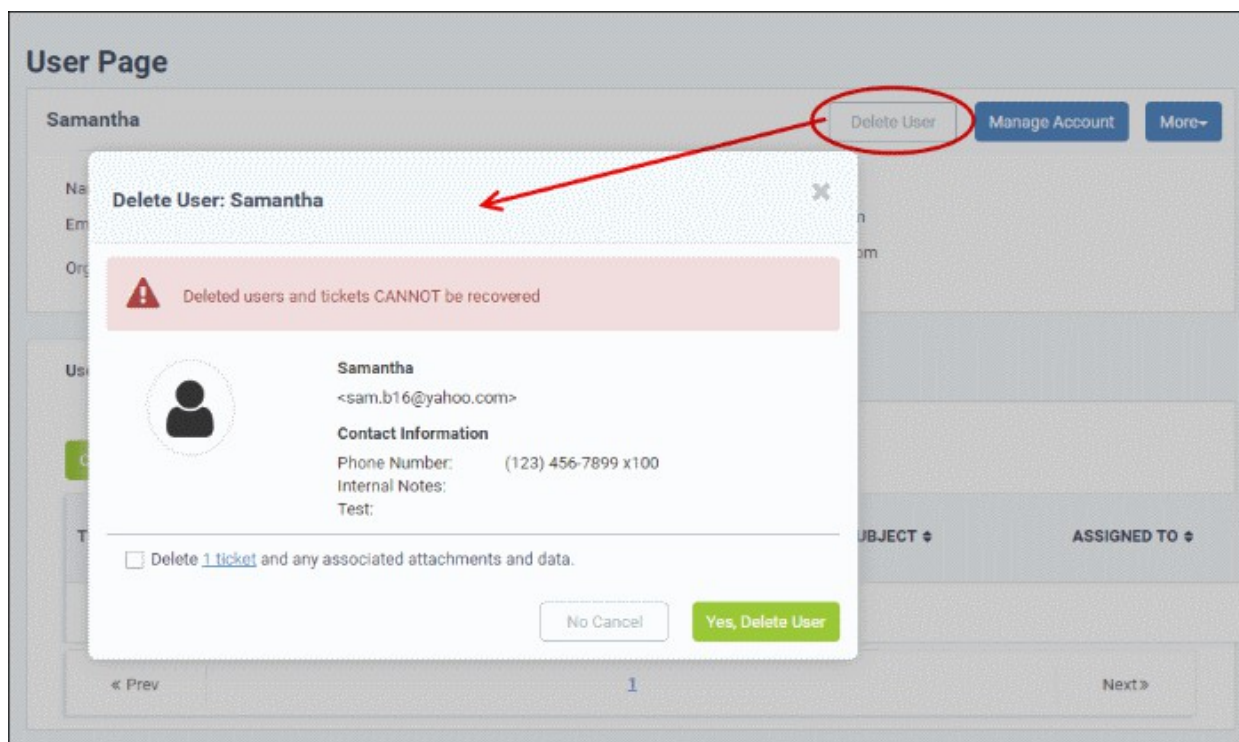 User Page
Samantha
Delete User
Manage Account
More
Delete User: Samantha
Deleted users and tickets CANNOT be recovered
Samantha
<sam.b16@yahoo.com>
Contact Information
Phone Number: (123) 456-7899 x100
Internal Notes:
Test:
Delete 1 ticket and any associated attachments and data.
ASSIGNED TO
No Cancel
Yes, Delete User
« Prev
1
Next »